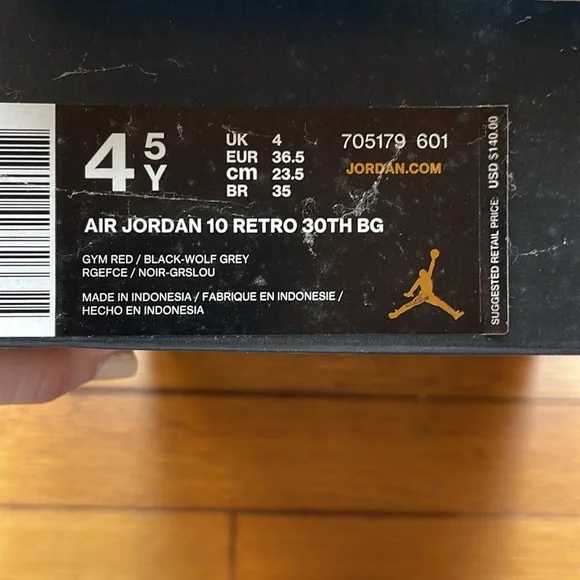 4 5Y
UK 4
EUR 36.5
cm 23.5
BR 35
705179 601
JORDAN.COM
AIR JORDAN 10 RETRO 30TH BG
GYM RED / BLACK-WOLF GREY
RGEFCE / NOIR-GRSLOU
MADE IN INDONESIA / FABRIQUE EN INDONESIE /
HECHO EN INDONESIA
SUGGESTED RETAIL PRICE: USD $140.00